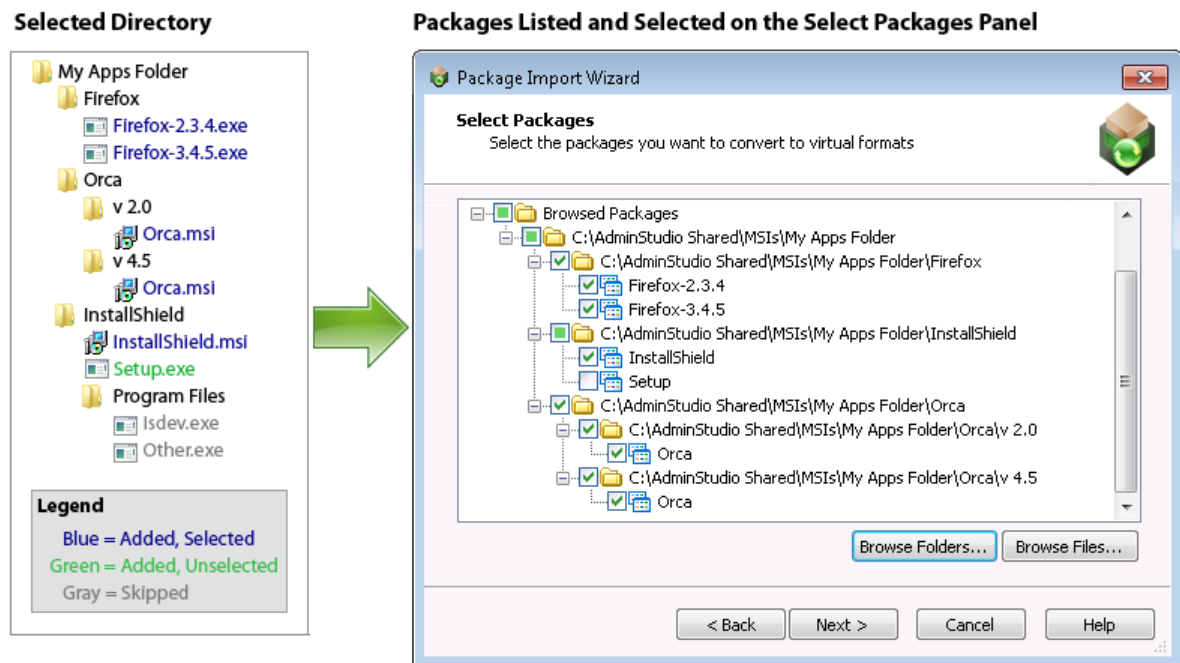 Selected Directory
My Apps Folder
Firefox
Firefox-2.3.4.exe
Firefox-3.4.5.exe
Orca
v 2.0
Orca.msi
v 4.5
Orca.msi
InstallShield
InstallShield.msi
Setup.exe
Program Files
Isdev.exe
Other.exe
Legend
Blue = Added, Selected
Green = Added, Unselected
Gray = Skipped
Packages Listed and Selected on the Select Packages Panel
Package Import Wizard
Select Packages
Select the packages you want to convert to virtual formats
Browsed Packages
C:\AdminStudio Shared\MSIs\My Apps Folder
C:\AdminStudio Shared\MSIs\My Apps Folder\Firefox
Firefox-2.3.4
Firefox-3.4.5
C:\AdminStudio Shared\MSIs\My Apps Folder\InstallShield
InstallShield
Setup
C:\AdminStudio Shared\MSIs\My Apps Folder\Orca
C:\AdminStudio Shared\MSIs\My Apps Folder\Orca\v 2.0
Orca
C:\AdminStudio Shared\MSIs\My Apps Folder\Orca\v 4.5
Orca
Browse Folders... Browse Files...
< Back Next > Cancel Help